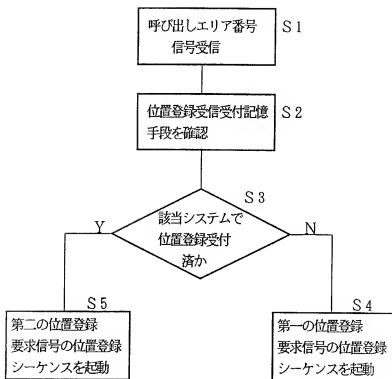 呼び出しエリア番号
信号受信
S1
位置登録受信受付記憶
手段を確認
S2
S3
該当システムで
位置登録受付
済か
Y
N
S5
第二の位置登録
要求信号の位置登録
シーケンスを起動
S4
第一の位置登録
要求信号の位置登録
シーケンスを起動